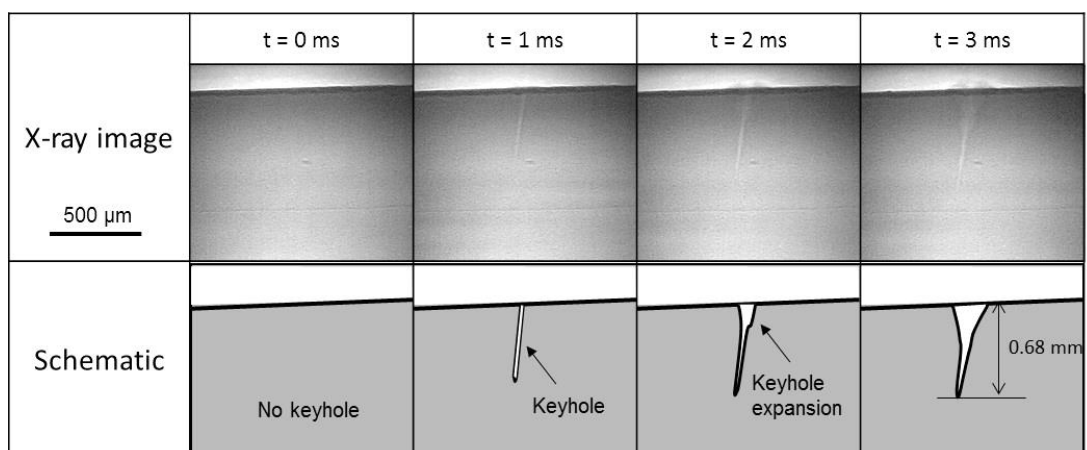 t = 0 ms
t = 1 ms
t = 2 ms
t = 3 ms
X-ray image
500 µm
Schematic
No keyhole
Keyhole
Keyhole
expansion
0.68 mm